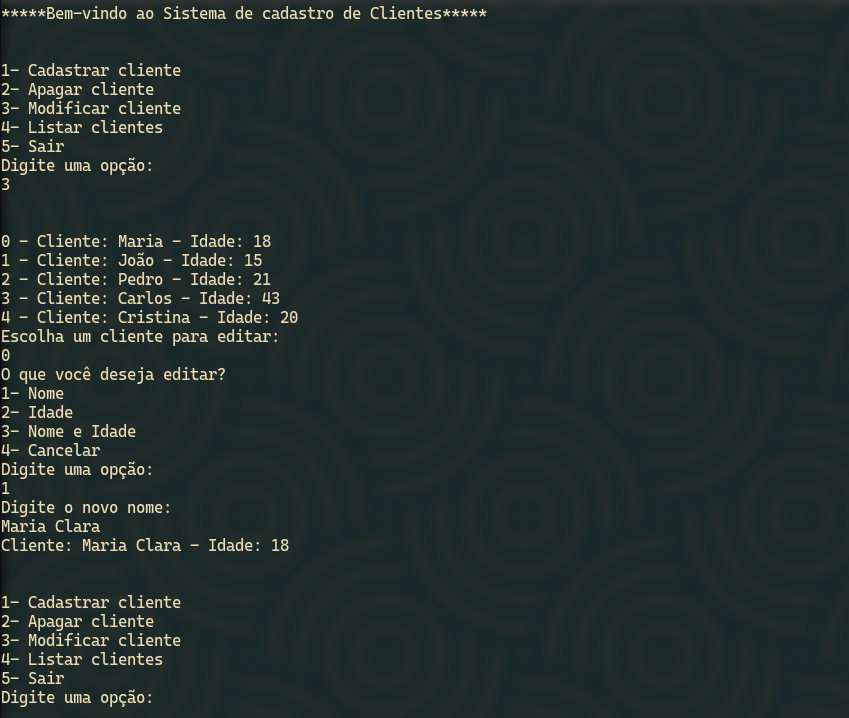 *****Bem-vindo ao Sistema de cadastro de Clientes*****
1- Cadastrar cliente
2- Apagar cliente
3- Modificar cliente
4- Listar clientes
5- Sair
Digite uma opção:
3
0 - Cliente: Maria - Idade: 18
1 - Cliente: João - Idade: 15
2 - Cliente: Pedro - Idade: 21
3 - Cliente: Carlos - Idade: 43
4 - Cliente: Cristina - Idade: 20
Escolha um cliente para editar:
0
O que você deseja editar?
1- Nome
2- Idade
3- Nome e Idade
4- Cancelar
Digite uma opção:
1
Digite o novo nome:
Maria Clara
Cliente: Maria Clara - Idade: 18
1- Cadastrar cliente
2- Apagar cliente
3- Modificar cliente
4- Listar clientes
5- Sair
Digite uma opção: